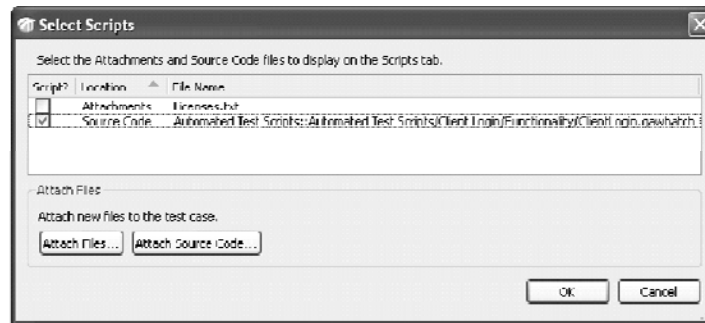 Select Scripts
Select the Attachments and Source Code files to display on the Scripts tab.
Script? Location File Name
Attachments Licenses.txt
Source Code Automated Test Scripts::Automated Test Scripts/Client Login/Functionality/ClientLogin.qawbatch
Attach Files
Attach new files to the test case.
Attach Files... Attach Source Code...
OK Cancel